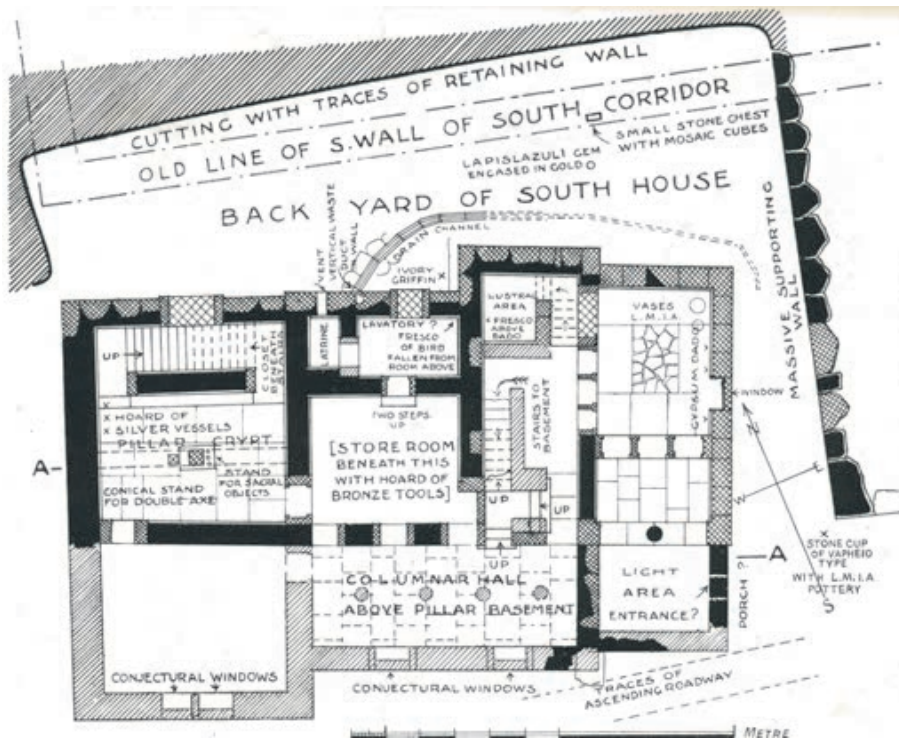 CUTTING WITH TRACES OF RETAINING WALL
OLD LINE OF S. WALL OF SOUTH CORRIDOR
SMALL STONE CHEST
WITH MOSAIC CUBES
LAPISLAZULI GEM
ENCASED IN GOLD
BACK YARD OF SOUTH HOUSE
MASSIVE SUPPORTING
WALL
VENT
VERTICAL WASTE
DUCT
IN WALL
DRAIN CHANNEL
IVORY
GRIFFIN
X
LUSTRAL
AREA
X FRESCO
ABOVE
DADO
VASES
L.M.I.A
GYPSUM DADO
WINDOW
UP
CLOSET
BENEATH
STAIRS
LATRINE
LAVATORY ?
FRESCO
OF BIRD
FALLEN FROM
ROOM ABOVE
X
X HOARD OF
X SILVER VESSELS
PILLAR CRYPT
STAND
FOR SACRAL
OBJECTS
CONICAL STAND
FOR DOUBLE-AXE
TWO STEPS
UP
[STORE ROOM
BENEATH THIS
WITH HOARD OF
BRONZE TOOLS]
STAIRS TO
BASEMENT
UP
UP
UP
N
W
E
S
A
A
X
STONE CUP
OF VAPHEIO
TYPE
WITH L.M.I.A
POTTERY
COLUMNAR HALL
ABOVE PILLAR BASEMENT
LIGHT
AREA
ENTRANCE?
PORCH ?
CONJECTURAL WINDOWS
CONJECTURAL WINDOWS
TRACES OF
ASCENDING ROADWAY
METRE